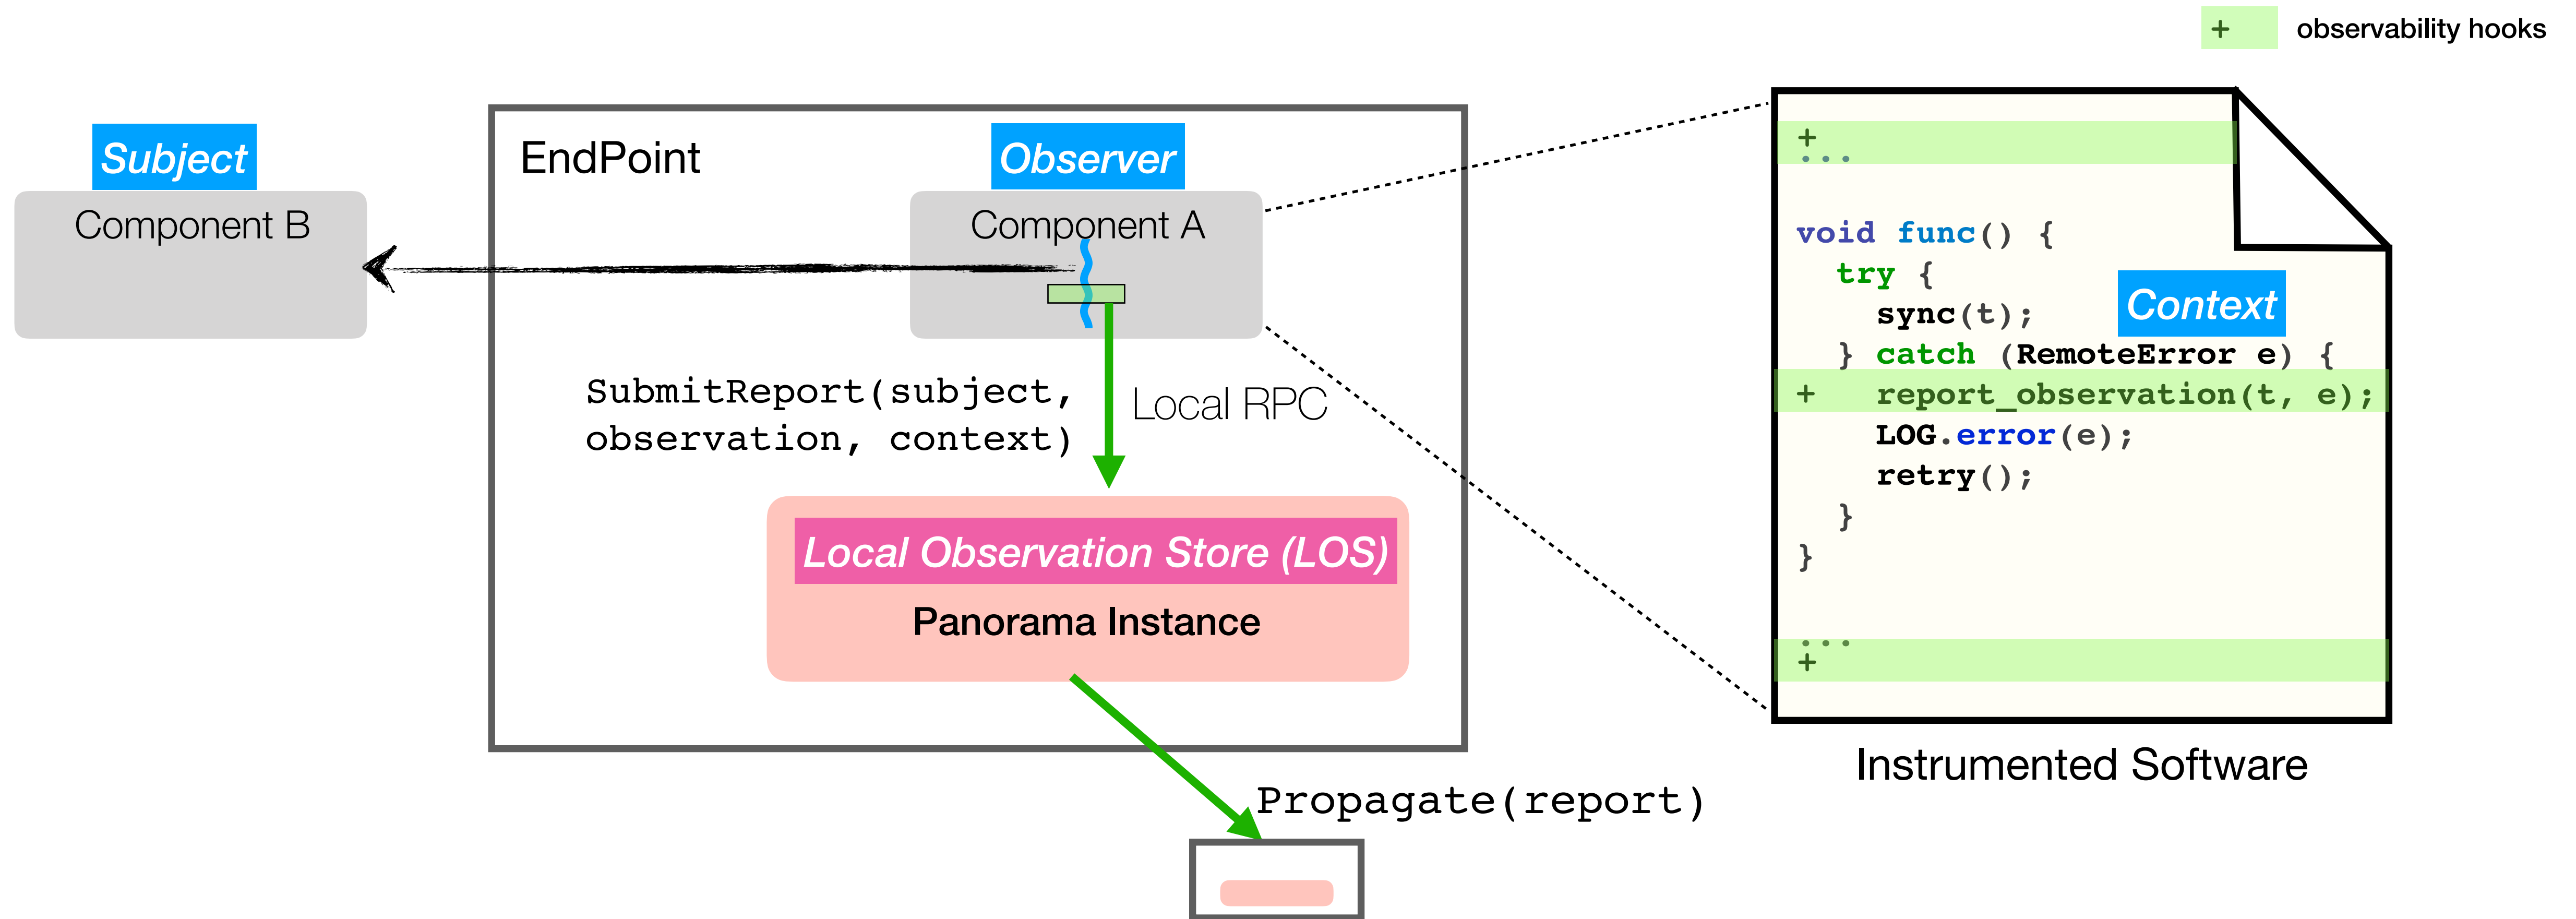 + observability hooks
Subject
Component B
EndPoint
Observer
Component A
SubmitReport(subject,
observation, context)
Local RPC
Local Observation Store (LOS)
Panorama Instance
Propagate(report)
+
...
void func() {
try {
sync(t);
Context
} catch (RemoteError e) {
+ report_observation(t, e);
LOG.error(e);
retry();
}
}
...
+
Instrumented Software